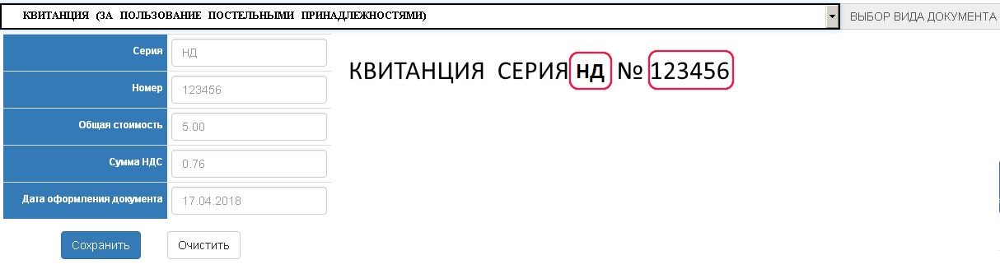 КВИТАНЦИЯ (ЗА ПОЛЬЗОВАНИЕ ПОСТЕЛЬНЫМИ ПРИНАДЛЕЖНОСТЯМИ)
ВЫБОР ВИДА ДОКУМЕНТА
Серия НД
КВИТАНЦИЯ СЕРИЯ НД № 123456
Номер 123456
Общая стоимость 5.00
Сумма НДС 0.76
Дата оформления документа 17.04.2018
Сохранить Очистить